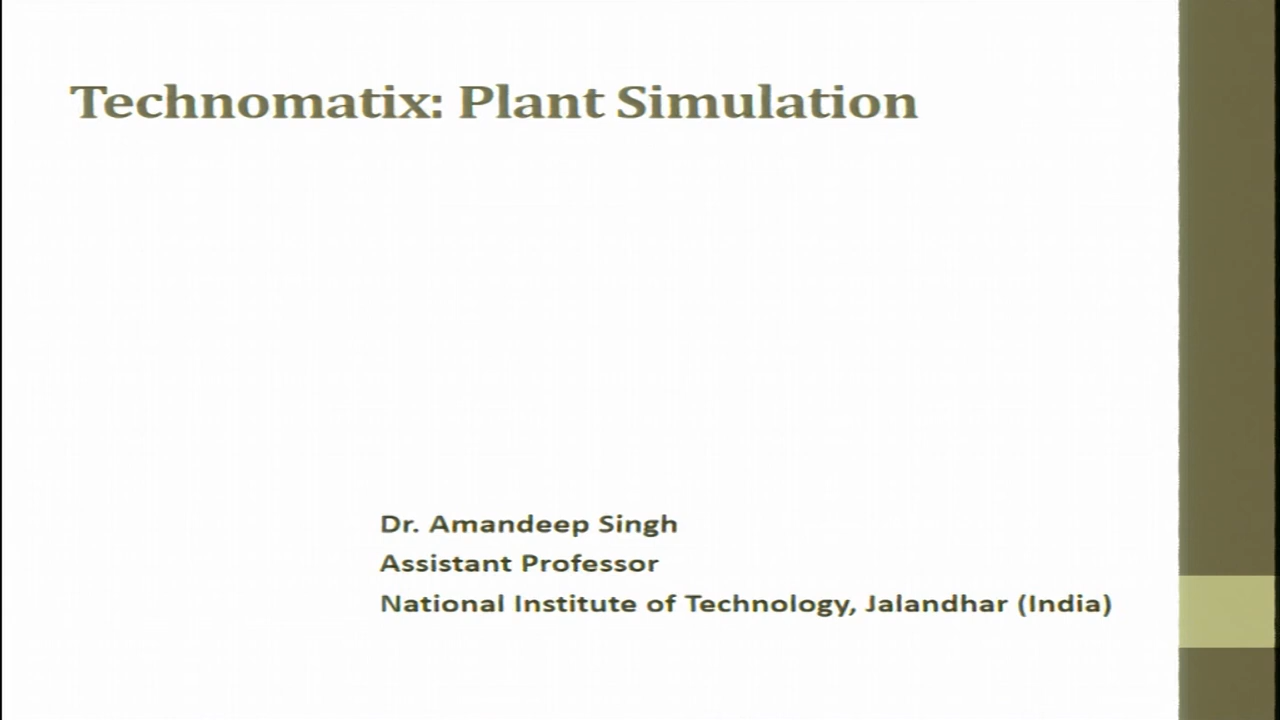 Technomatix: Plant Simulation
Dr. Amandeep Singh
Assistant Professor
National Institute of Technology, Jalandhar (India)